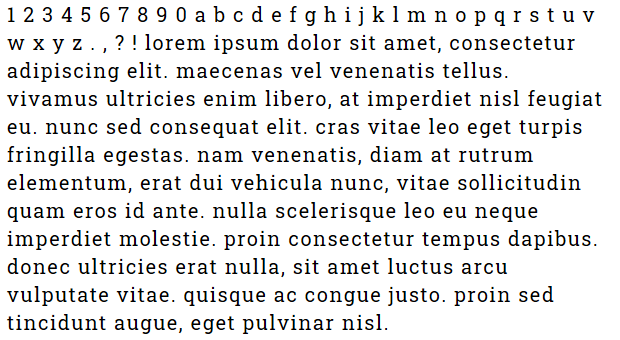 1 2 3 4 5 6 7 8 9 0 a b c d e f g h i j k l m n o p q r s t u v
w x y z . , ? ! lorem ipsum dolor sit amet, consectetur
adipiscing elit. maecenas vel venenatis tellus.
vivamus ultricies enim libero, at imperdiet nisl feugiat
eu. nunc sed consequat elit. cras vitae leo eget turpis
fringilla egestas. nam venenatis, diam at rutrum
elementum, erat dui vehicula nunc, vitae sollicitudin
quam eros id ante. nulla scelerisque leo eu neque
imperdiet molestie. proin consectetur tempus dapibus.
donec ultricies erat nulla, sit amet luctus arcu
vulputate vitae. quisque ac congue justo. proin sed
tincidunt augue, eget pulvinar nisl.